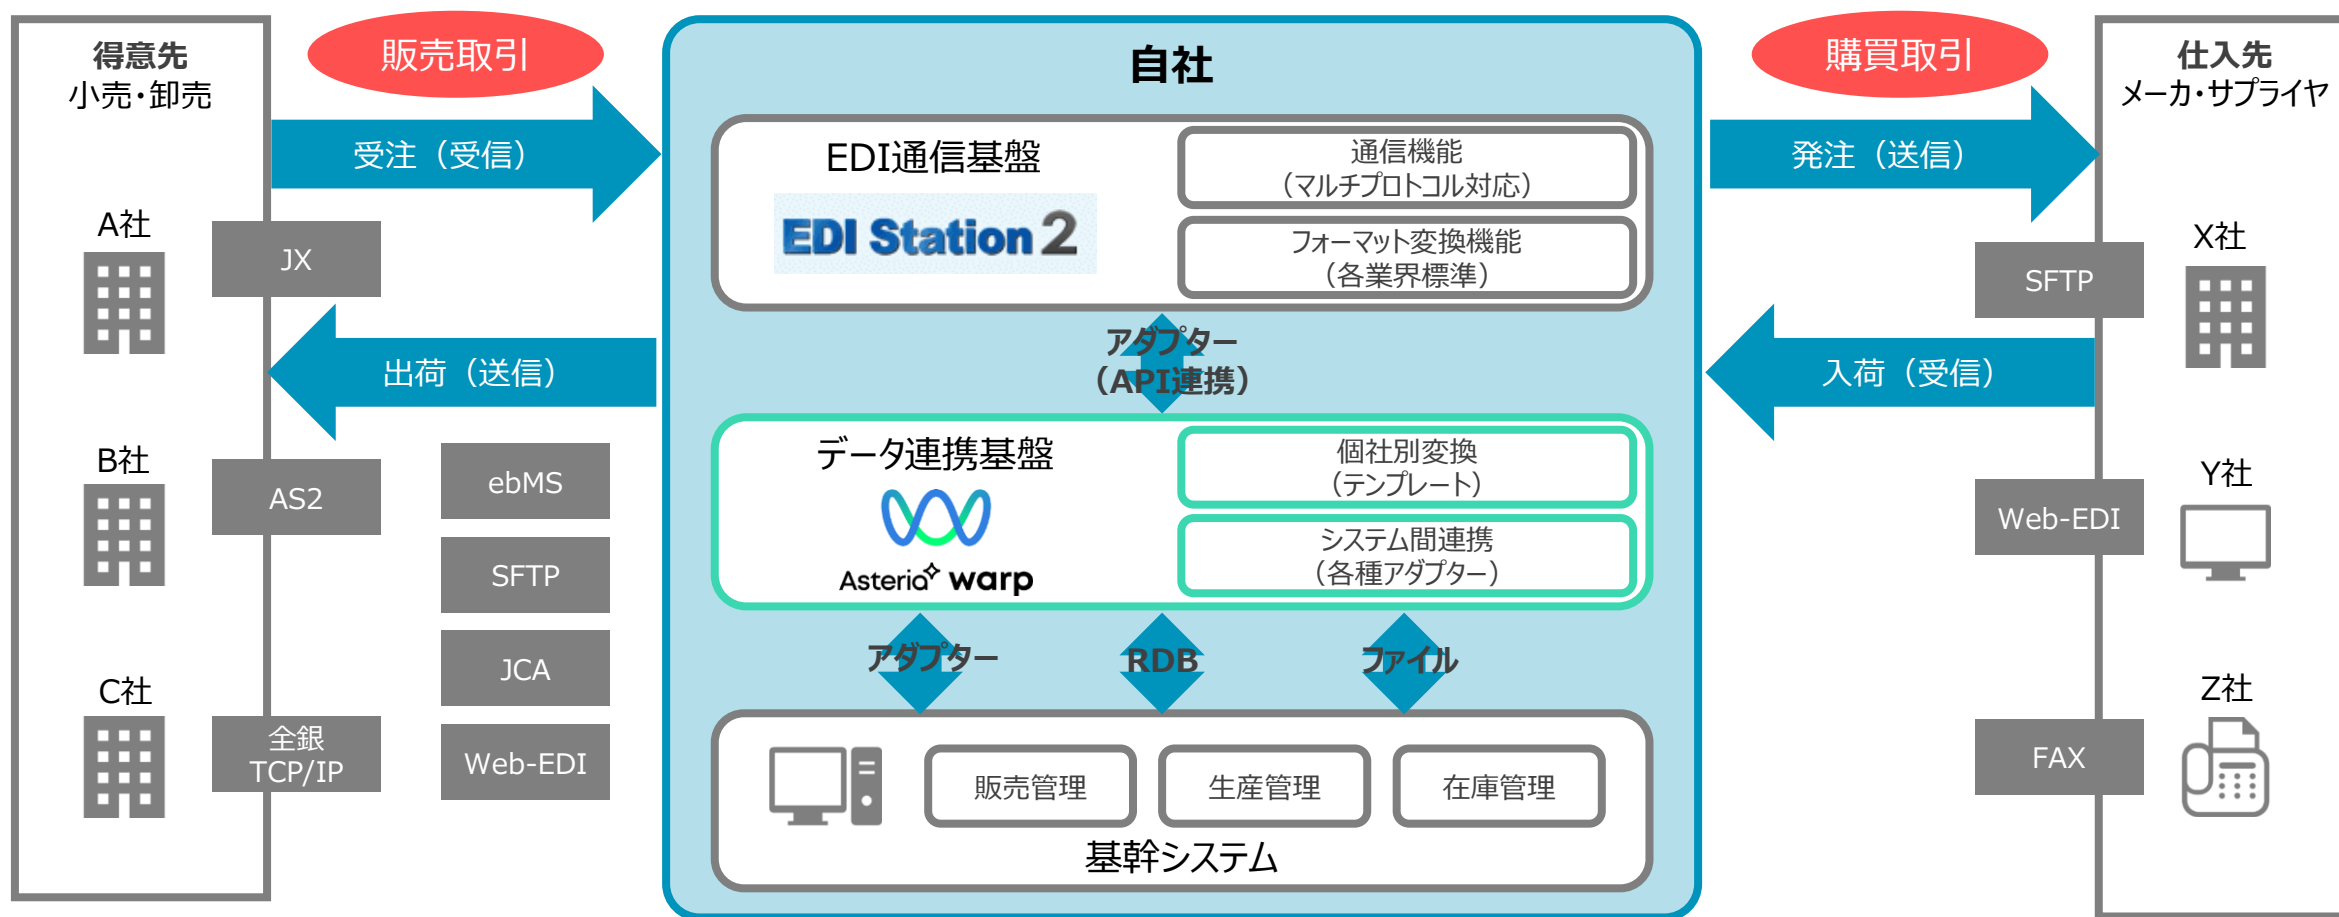 得意先
小売・卸売
販売取引
受注（受信）
A社
JX
出荷（送信）
B社
AS2
C社
全銀
TCP/IP
ebMS
SFTP
JCA
Web-EDI
自社
EDI通信基盤
EDI Station 2
通信機能
（マルチプロトコル対応）
フォーマット変換機能
（各業界標準）
アダプター
（API連携）
データ連携基盤
Asteria warp
個社別変換
（テンプレート）
システム間連携
（各種アダプター）
アダプター
RDB
ファイル
販売管理
生産管理
在庫管理
基幹システム
購買取引
発注（送信）
入荷（受信）
仕入先
メーカ・サプライヤ
X社
SFTP
Y社
Web-EDI
Z社
FAX